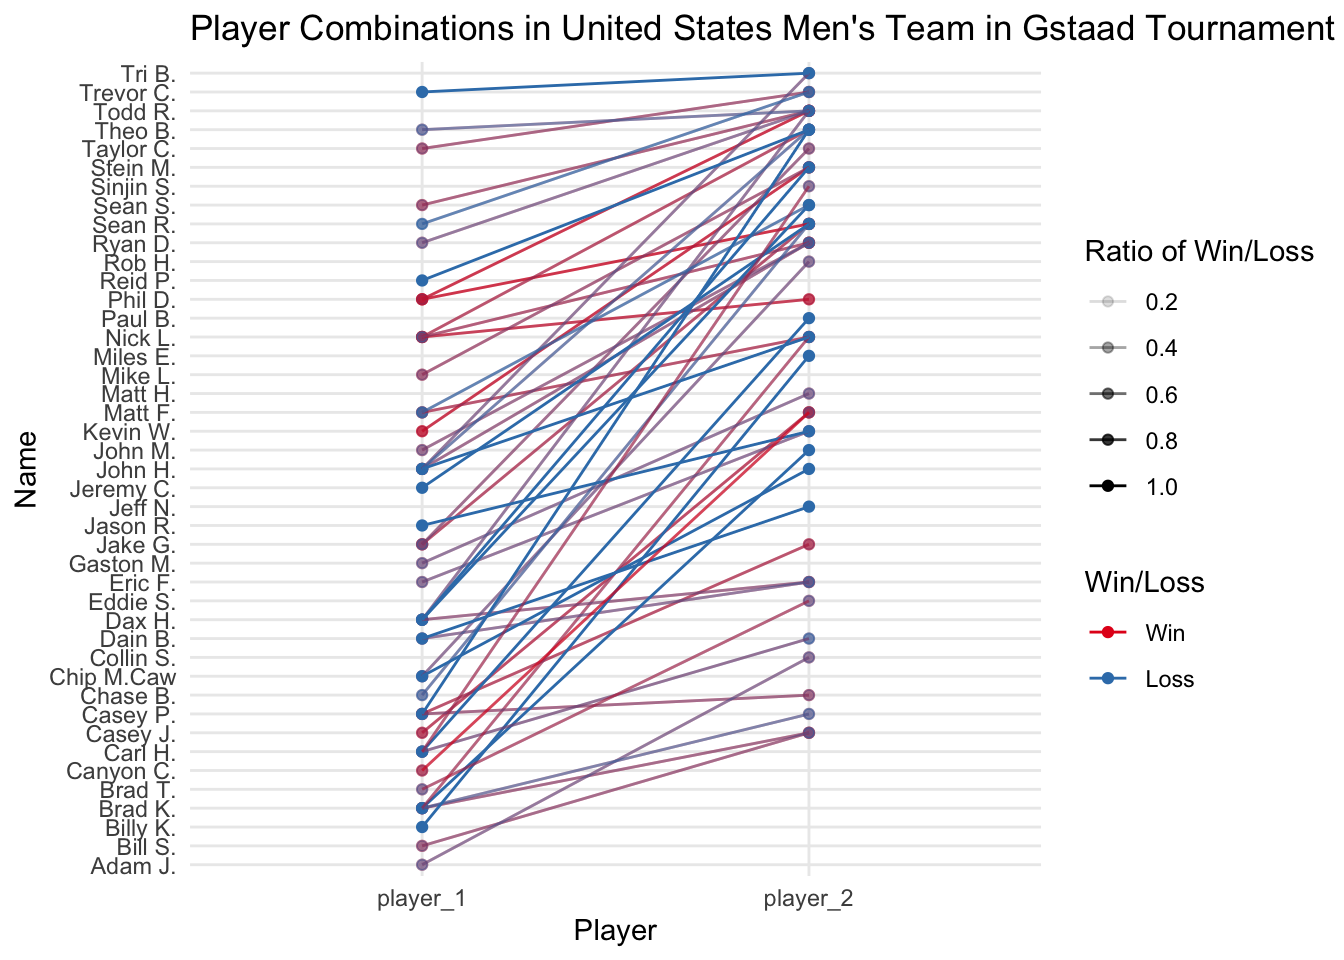 Player Combinations in United States Men's Team in Gstaad Tournament
Name
Tri B.
Trevor C.
Todd R.
Theo B.
Taylor C.
Stein M.
Sinjin S.
Sean S.
Sean R.
Ryan D.
Rob H.
Reid P.
Phil D.
Paul B.
Nick L.
Miles E.
Mike L.
Matt H.
Matt F.
Kevin W.
John M.
John H.
Jeremy C.
Jeff N.
Jason R.
Jake G.
Gaston M.
Eric F.
Eddie S.
Dax H.
Dain B.
Collin S.
Chip M.Caw
Chase B.
Casey P.
Casey J.
Carl H.
Canyon C.
Brad T.
Brad K.
Billy K.
Bill S.
Adam J.
player_1
player_2
Player
Ratio of Win/Loss
0.2
0.4
0.6
0.8
1.0
Win/Loss
Win
Loss